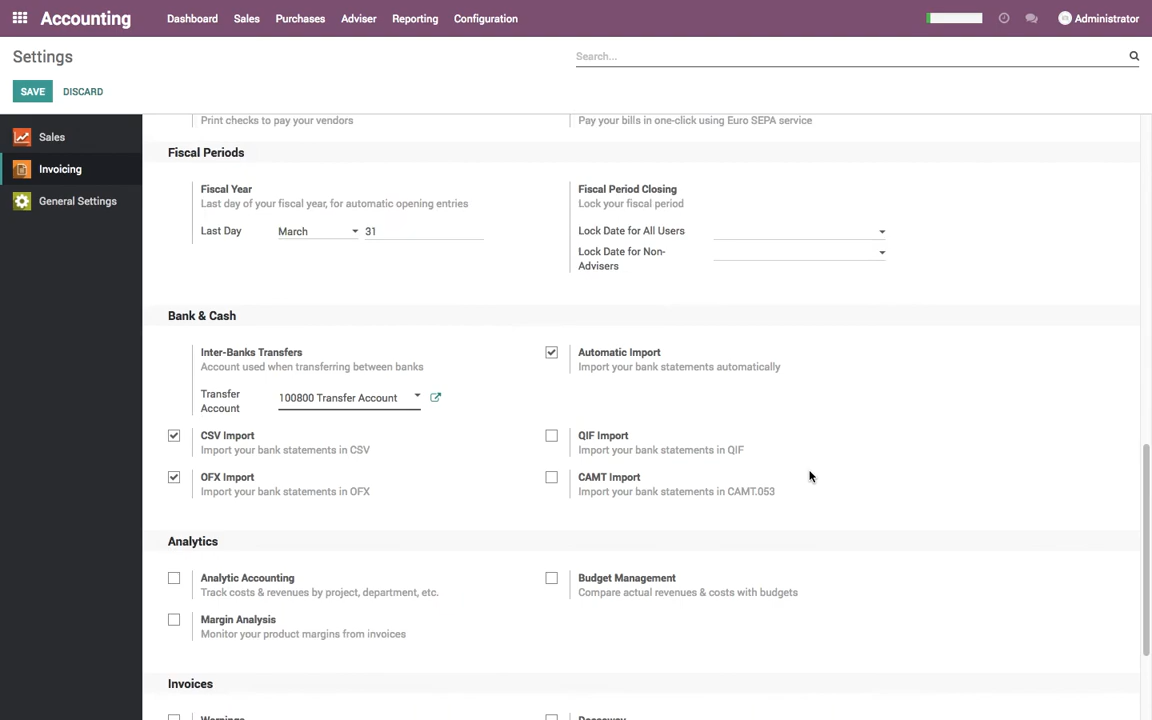 Accounting Dashboard Sales Purchases Adviser Reporting Configuration Administrator
Settings Search...
SAVE DISCARD
Sales
Invoicing
General Settings
Print checks to pay your vendors Pay your bills in one-click using Euro SEPA service
Fiscal Periods
Fiscal Year Fiscal Period Closing
Last day of your fiscal year, for automatic opening entries Lock your fiscal period
Last Day March 31 Lock Date for All Users
Lock Date for Non-
Advisers
Bank & Cash
Inter-Banks Transfers Automatic Import
Account used when transferring between banks Import your bank statements automatically
Transfer
Account 100800 Transfer Account
CSV Import QIF Import
Import your bank statements in CSV Import your bank statements in QIF
OFX Import CAMT Import
Import your bank statements in OFX Import your bank statements in CAMT.053
Analytics
Analytic Accounting Budget Management
Track costs & revenues by project, department, etc. Compare actual revenues & costs with budgets
Margin Analysis
Monitor your product margins from invoices
Invoices
Warnings